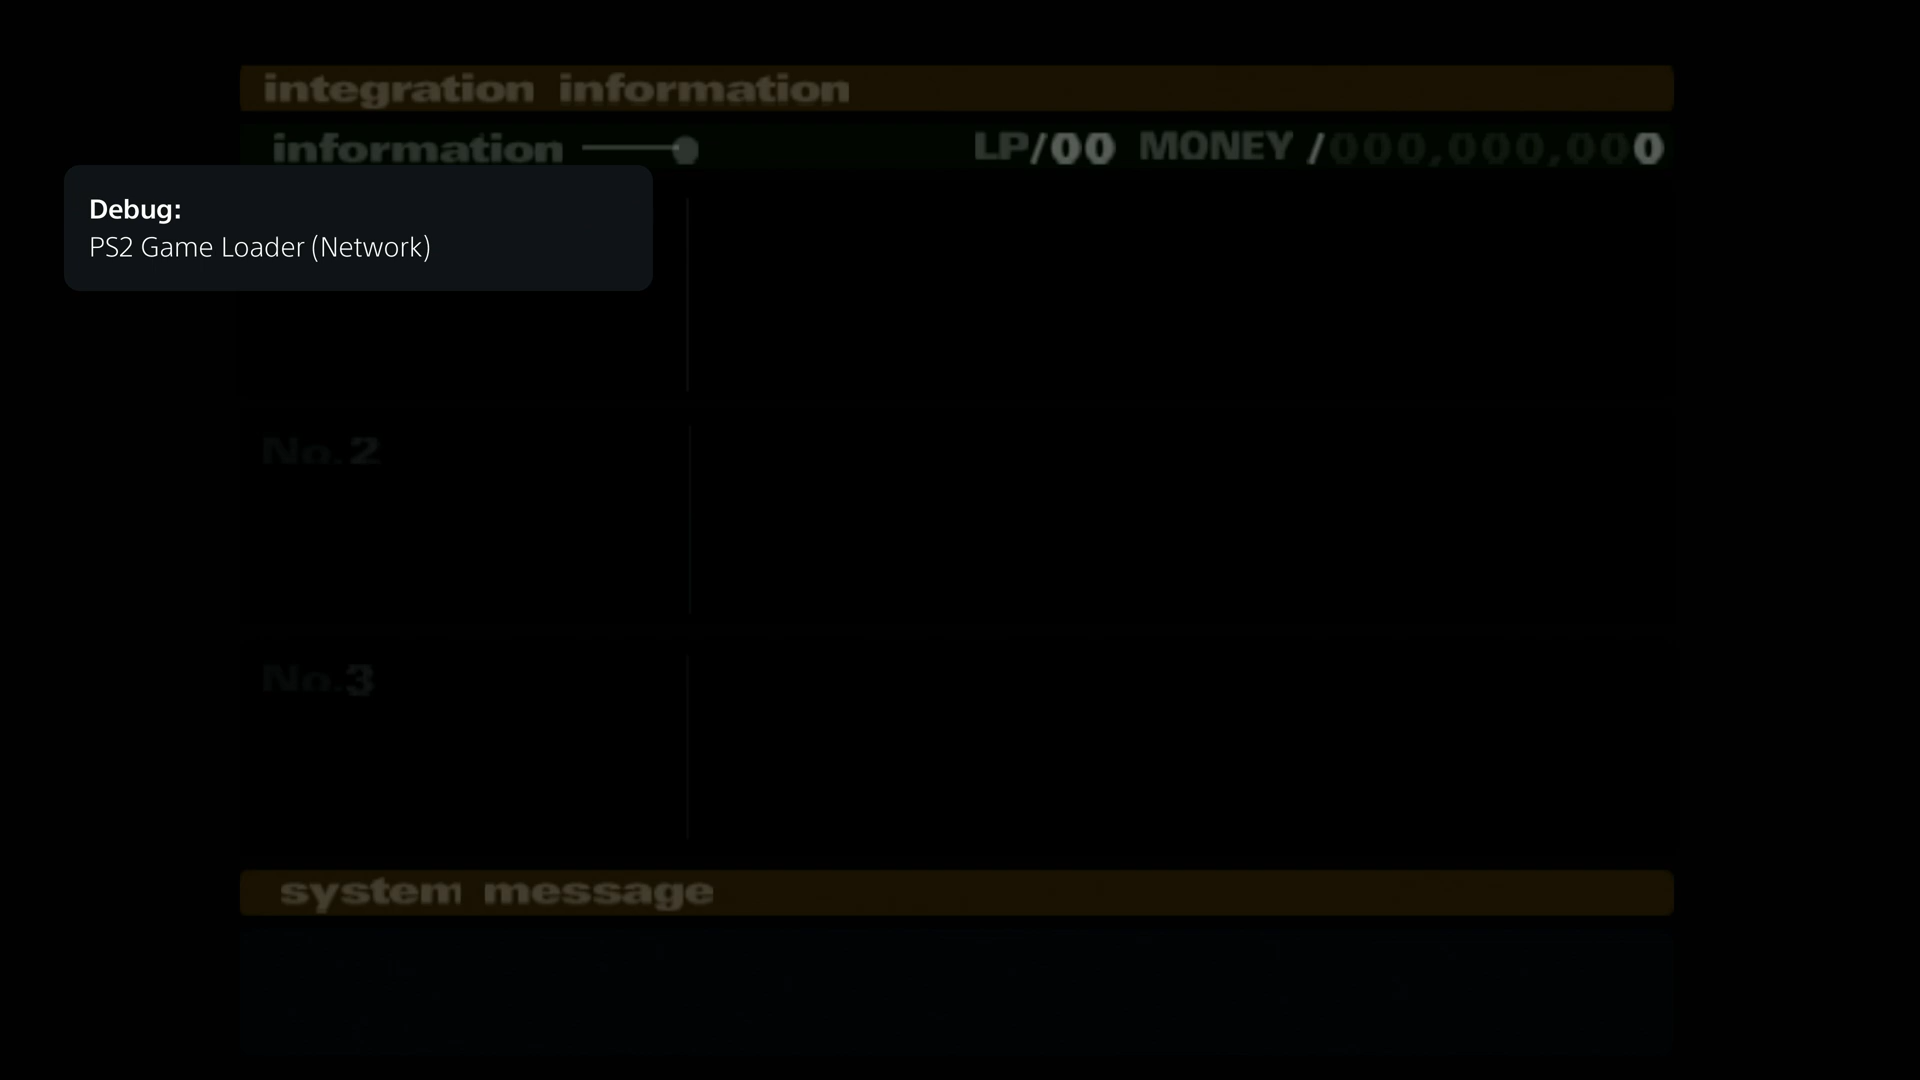 integration information
information LP/00 MONEY /000,000,000
Debug:
PS2 Game Loader (Network)
No.2
No.3
system message